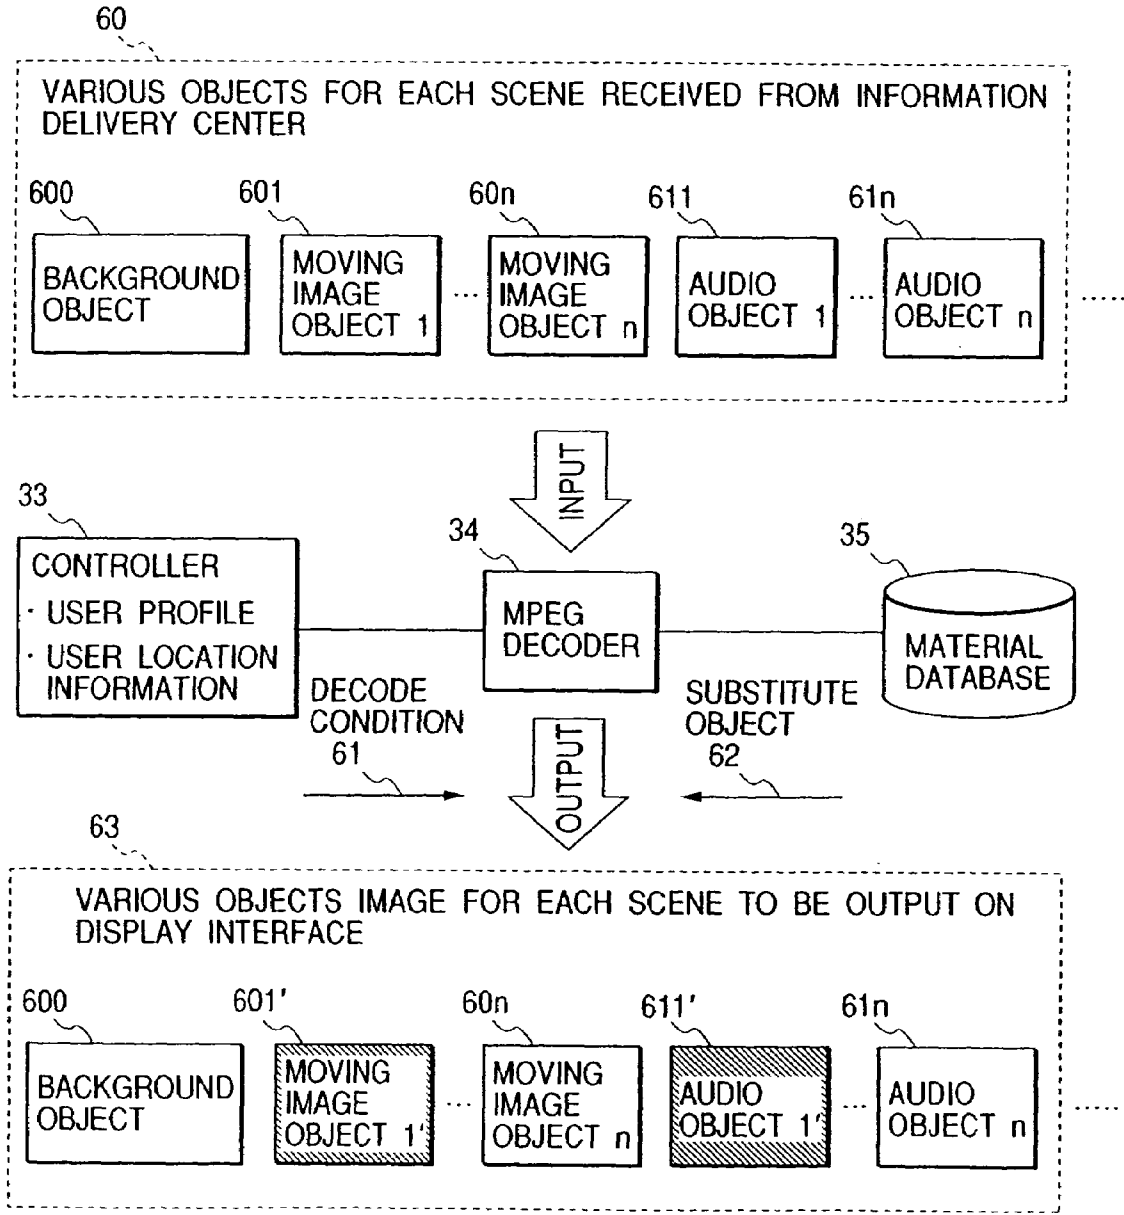 60
VARIOUS OBJECTS FOR EACH SCENE RECEIVED FROM INFORMATION
DELIVERY CENTER
600
BACKGROUND
OBJECT
601
MOVING
IMAGE
OBJECT 1
...
60n
MOVING
IMAGE
OBJECT n
611
AUDIO
OBJECT 1
...
61n
AUDIO
OBJECT n
.....
INPUT
33
CONTROLLER
· USER PROFILE
· USER LOCATION
INFORMATION
34
MPEG
DECODER
35
MATERIAL
DATABASE
DECODE
CONDITION
61
OUTPUT
SUBSTITUTE
OBJECT
62
63
VARIOUS OBJECTS IMAGE FOR EACH SCENE TO BE OUTPUT ON
DISPLAY INTERFACE
600
BACKGROUND
OBJECT
601'
MOVING
IMAGE
OBJECT 1'
...
60n
MOVING
IMAGE
OBJECT n
611'
AUDIO
OBJECT 1'
...
61n
AUDIO
OBJECT n
.....